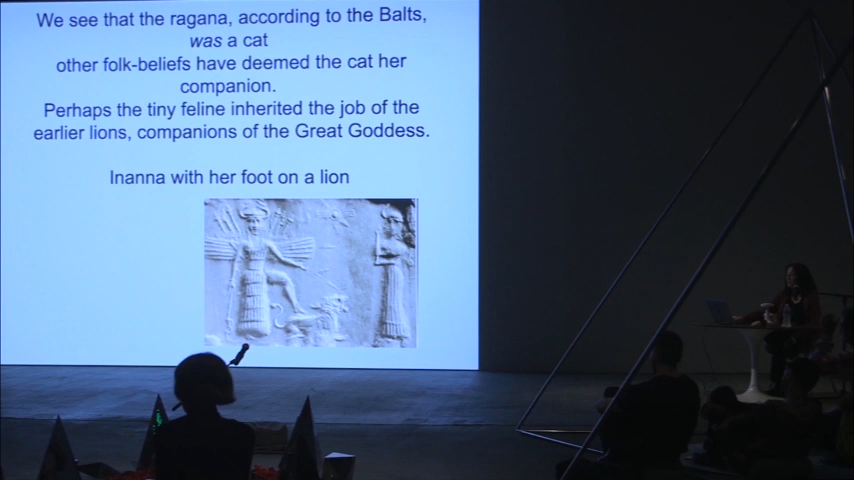 We see that the ragana, according to the Balts,
was a cat
other folk-beliefs have deemed the cat her
companion.
Perhaps the tiny feline inherited the job of the
earlier lions, companions of the Great Goddess.
Inanna with her foot on a lion